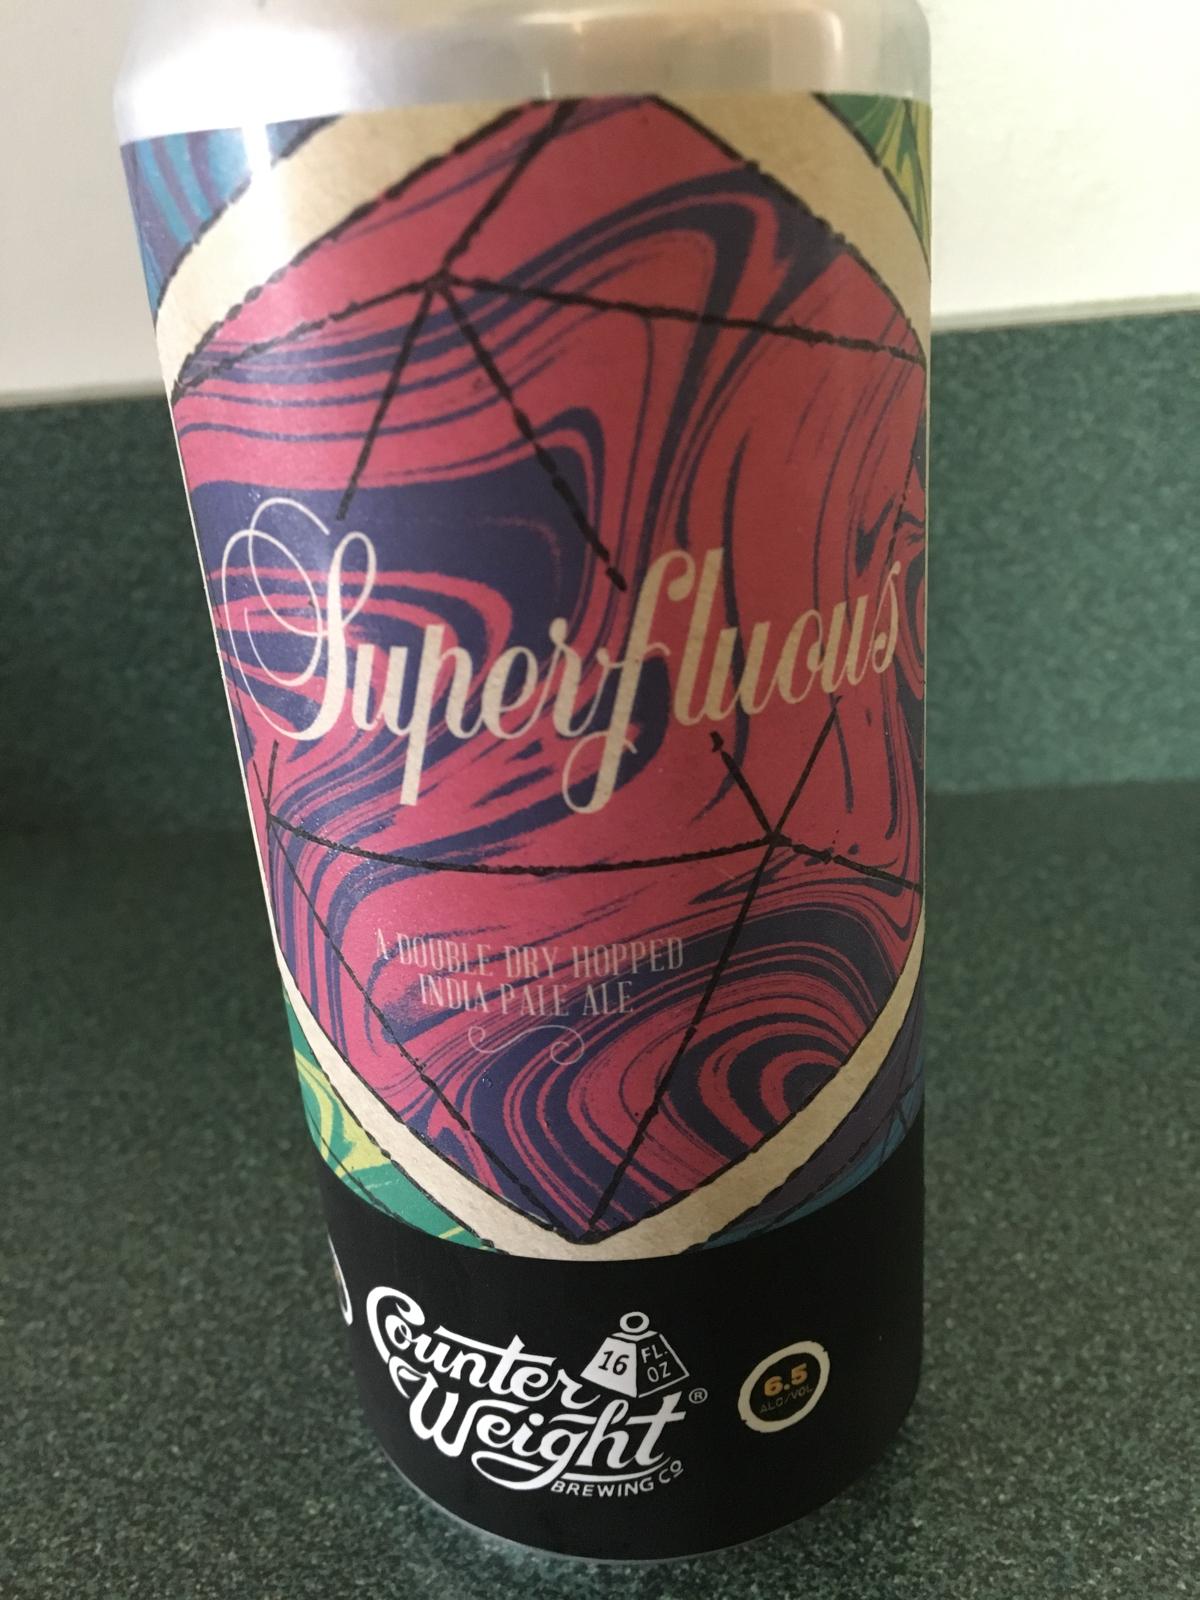 Superfluous
A DOUBLE DRY HOPPED
INDIA PALE ALE
Counter
16 FL. OZ
Weight®
BREWING Co
6.5
ALC/VOL